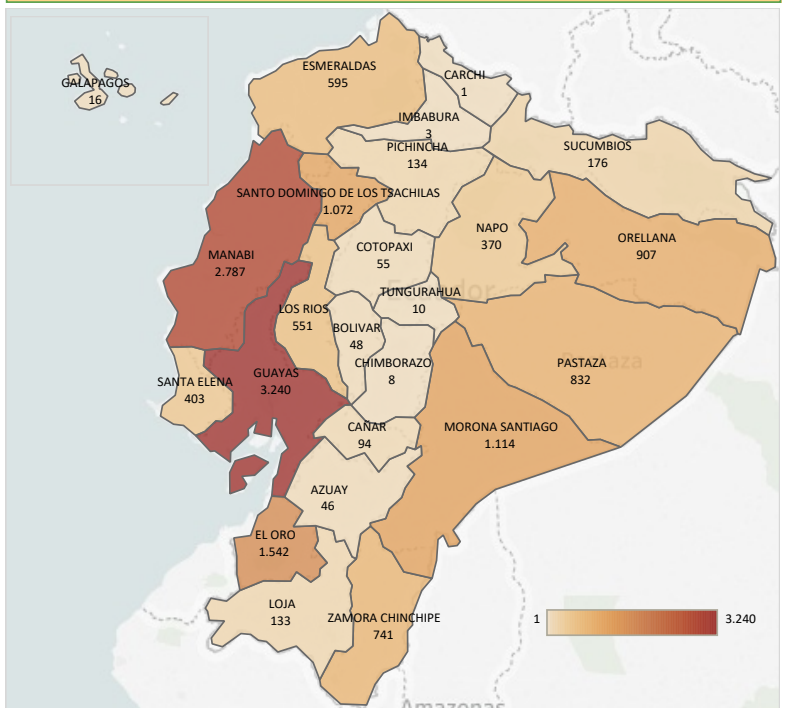 ESMERALDAS
595
CARCHI
1
GALAPAGOS
16
IMBABURA
3
PICHINCHA
134
SUCUMBIOS
176
SANTO DOMINGO DE LOS TSACHILAS
1.072
NAPO
370
ORELLANA
907
COTOPAXI
55
MANABI
2.787
TUNGURAHUA
10
LOS RIOS
551
BOLIVAR
48
CHIMBORAZO
8
PASTAZA
832
GUAYAS
3.240
SANTA ELENA
403
CAÑAR
94
MORONA SANTIAGO
1.114
AZUAY
46
EL ORO
1.542
LOJA
133
ZAMORA CHINCHIPE
741
1
3.240
Amazonas